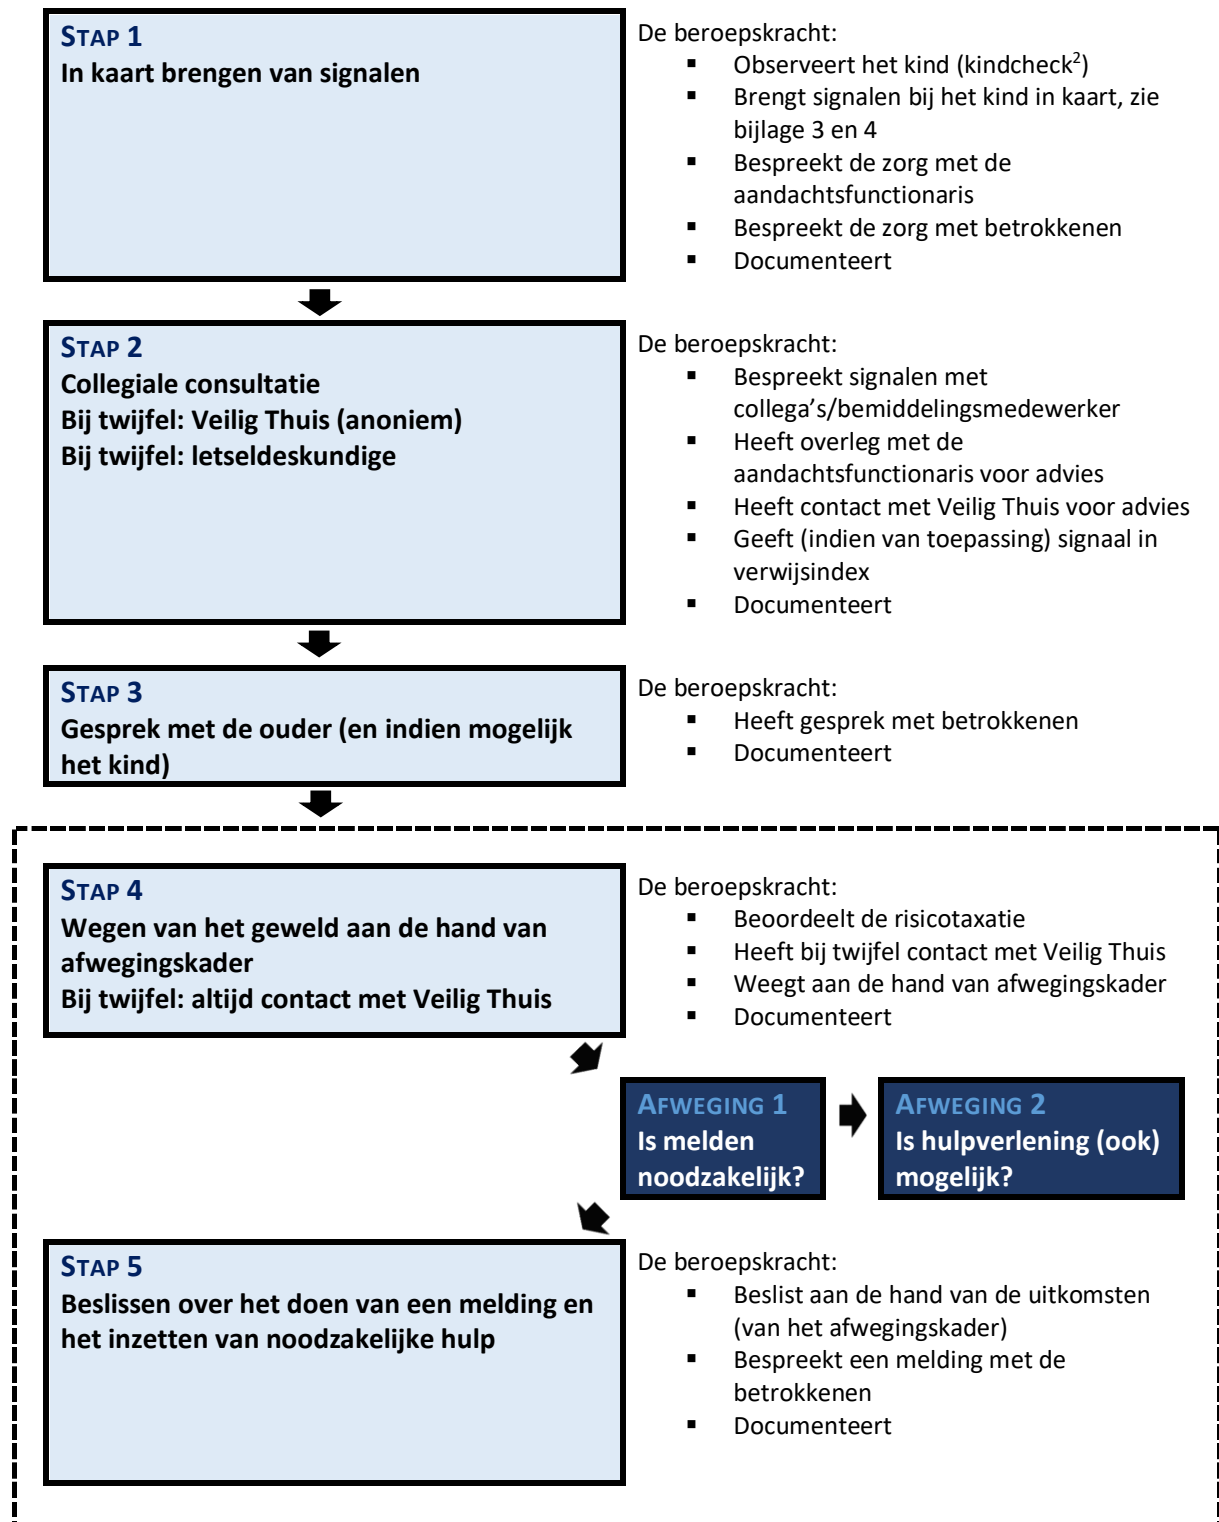 STAP 1
In kaart brengen van signalen
De beroepskracht:
▪ Observeert het kind (kindcheck²)
▪ Brengt signalen bij het kind in kaart, zie
bijlage 3 en 4
▪ Bespreekt de zorg met de
aandachtsfunctionaris
▪ Bespreekt de zorg met betrokkenen
▪ Documenteert
STAP 2
Collegiale consultatie
Bij twijfel: Veilig Thuis (anoniem)
Bij twijfel: letseldeskundige
De beroepskracht:
▪ Bespreekt signalen met
collega’s/bemiddelingsmedewerker
▪ Heeft overleg met de
aandachtsfunctionaris voor advies
▪ Heeft contact met Veilig Thuis voor advies
▪ Geeft (indien van toepassing) signaal in
verwijsindex
▪ Documenteert
STAP 3
Gesprek met de ouder (en indien mogelijk
het kind)
De beroepskracht:
▪ Heeft gesprek met betrokkenen
▪ Documenteert
STAP 4
Wegen van het geweld aan de hand van
afwegingskader
Bij twijfel: altijd contact met Veilig Thuis
De beroepskracht:
▪ Beoordeelt de risicotaxatie
▪ Heeft bij twijfel contact met Veilig Thuis
▪ Weegt aan de hand van afwegingskader
▪ Documenteert
AFWEGING 1
Is melden
noodzakelijk?
AFWEGING 2
Is hulpverlening (ook)
mogelijk?
STAP 5
Beslissen over het doen van een melding en
het inzetten van noodzakelijke hulp
De beroepskracht:
▪ Beslist aan de hand van de uitkomsten
(van het afwegingskader)
▪ Bespreekt een melding met de
betrokkenen
▪ Documenteert